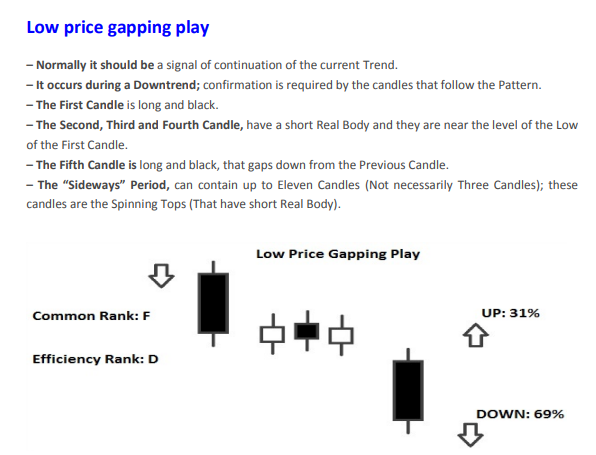 Low price gapping play
– Normally it should be a signal of continuation of the current Trend.
– It occurs during a Downtrend; confirmation is required by the candles that follow the Pattern.
– The First Candle is long and black.
– The Second, Third and Fourth Candle, have a short Real Body and they are near the level of the Low
of the First Candle.
– The Fifth Candle is long and black, that gaps down from the Previous Candle.
– The “Sideways” Period, can contain up to Eleven Candles (Not necessarily Three Candles); these
candles are the Spinning Tops (That have short Real Body).
Low Price Gapping Play
Common Rank: F
UP: 31%
Efficiency Rank: D
DOWN: 69%